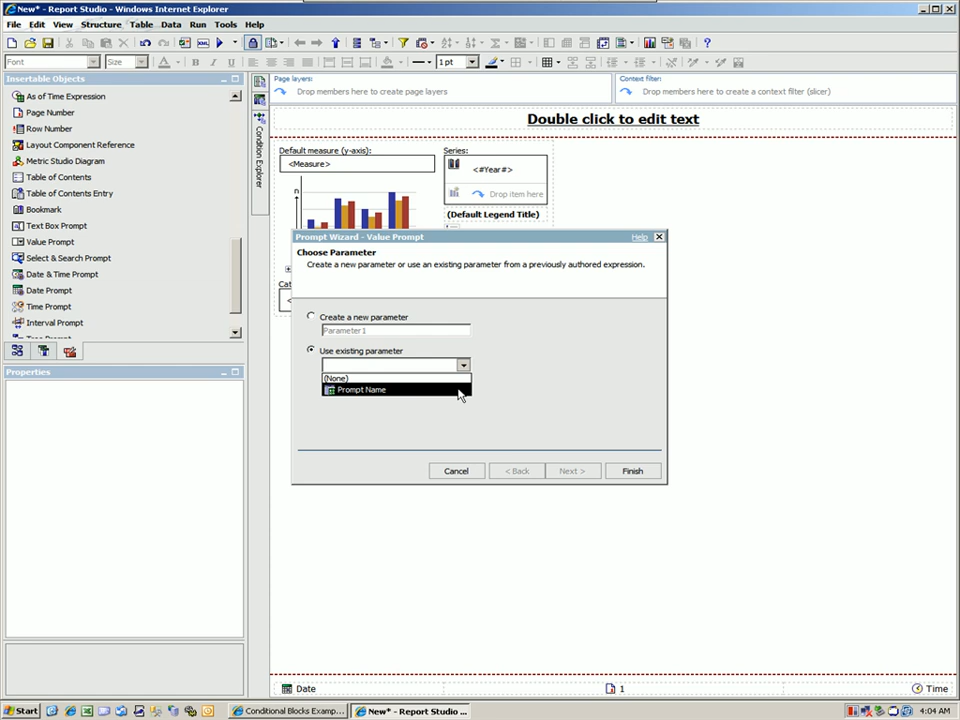 New* - Report Studio - Windows Internet Explorer
File Edit View Structure Table Data Run Tools Help
Font Size B I U 1 pt
Insertable Objects
As of Time Expression
Page Number
Row Number
Layout Component Reference
Metric Studio Diagram
Table of Contents
Table of Contents Entry
Bookmark
Text Box Prompt
Value Prompt
Select & Search Prompt
Date & Time Prompt
Date Prompt
Time Prompt
Interval Prompt
Properties
Condition Explorer
Page layers:
Drop members here to create page layers
Context filter:
Drop members here to create a context filter (slicer)
Double click to edit text
Default measure (y-axis):
<Measure>
Series:
<#Year#>
Drop item here
(Default Legend Title)
Prompt Wizard - Value Prompt Help
Choose Parameter
Create a new parameter or use an existing parameter from a previously authored expression.
Create a new parameter
Parameter1
Use existing parameter
(None)
Prompt Name
Cancel < Back Next > Finish
Date 1 Time
Start Conditional Blocks Examp... New* - Report Studio ... 4:04 AM